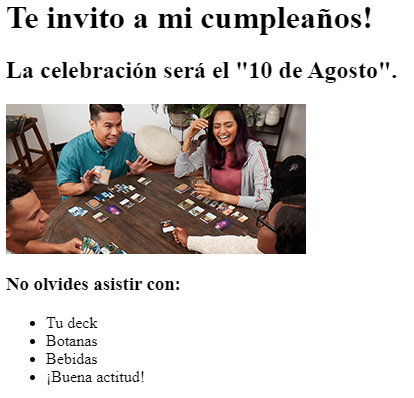 Te invito a mi cumpleaños!
La celebración será el "10 de Agosto".
No olvides asistir con:
Tu deck
Botanas
Bebidas
¡Buena actitud!